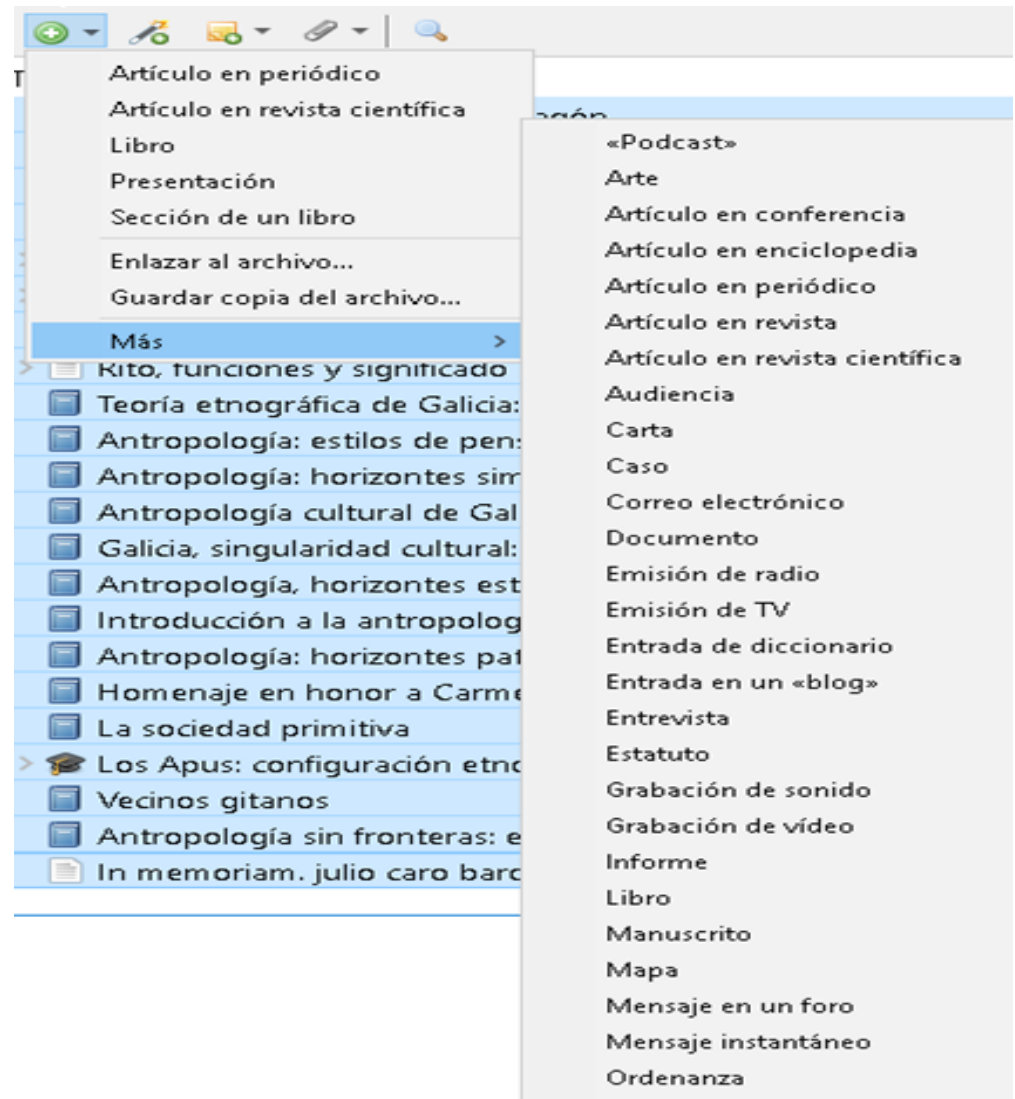 Artículo en periódico
Artículo en revista científica
Libro
Presentación
Sección de un libro
Enlazar al archivo...
Guardar copia del archivo...
Más
Rito, funciones y significado
Teoría etnográfica de Galicia:
Antropología: estilos de pen
Antropología: horizontes sim
Antropología cultural de Gal
Galicia, singularidad cultural:
Antropología, horizontes est
Introducción a la antropolog
Antropología: horizontes pat
Homenaje en honor a Carme
La sociedad primitiva
Los Apus: configuración etno
Vecinos gitanos
Antropología sin fronteras: e
In memoriam. julio caro baro
«Podcast»
Arte
Artículo en conferencia
Artículo en enciclopedia
Artículo en periódico
Artículo en revista
Artículo en revista científica
Audiencia
Carta
Caso
Correo electrónico
Documento
Emisión de radio
Emisión de TV
Entrada de diccionario
Entrada en un «blog»
Entrevista
Estatuto
Grabación de sonido
Grabación de vídeo
Informe
Libro
Manuscrito
Mapa
Mensaje en un foro
Mensaje instantáneo
Ordenanza